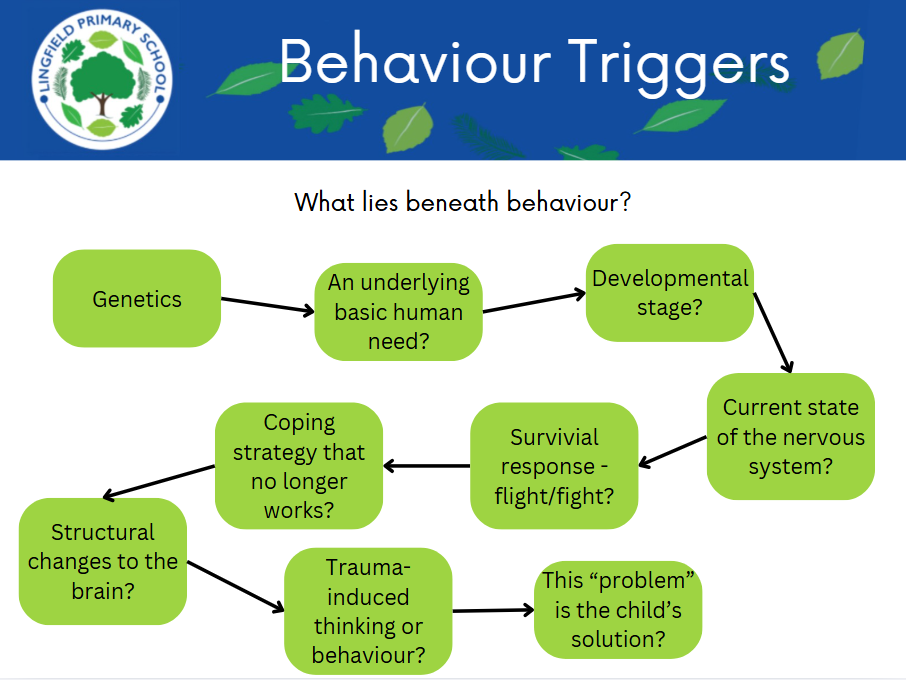 LINGFIELD PRIMARY SCHOOL
Behaviour Triggers
What lies beneath behaviour?
Genetics
An underlying
basic human
need?
Developmental
stage?
Current state
of the nervous
system?
Survivial
response -
flight/fight?
Coping
strategy that
no longer
works?
Structural
changes to the
brain?
Trauma-
induced
thinking or
behaviour?
This “problem”
is the child’s
solution?